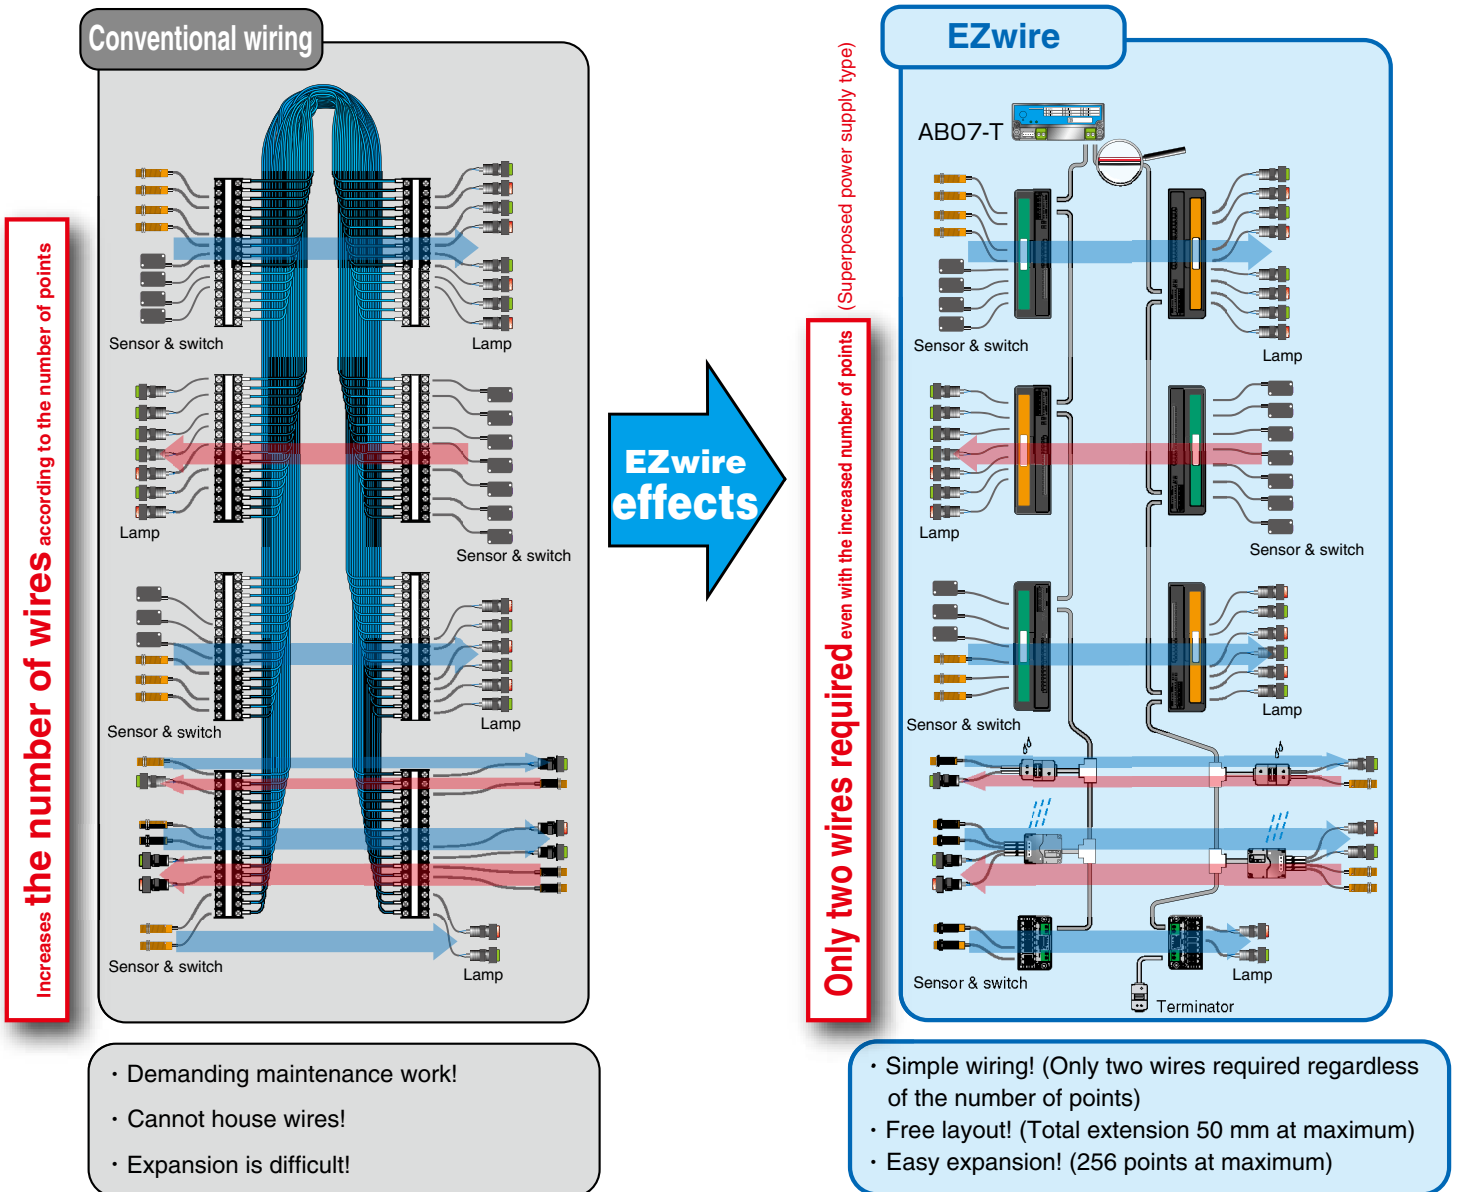 Conventional wiring
Increases the number of wires according to the number of points
Sensor & switch
Lamp
Lamp
Sensor & switch
Sensor & switch
Lamp
Sensor & switch
Lamp
· Demanding maintenance work!
· Cannot house wires!
· Expansion is difficult!
EZwire
effects
EZwire
Only two wires required even with the increased number of points (Superposed power supply type)
AB07-T
Sensor & switch
Lamp
Lamp
Sensor & switch
Sensor & switch
Lamp
Sensor & switch
Lamp
Terminator
· Simple wiring! (Only two wires required regardless
of the number of points)
· Free layout! (Total extension 50 mm at maximum)
· Easy expansion! (256 points at maximum)